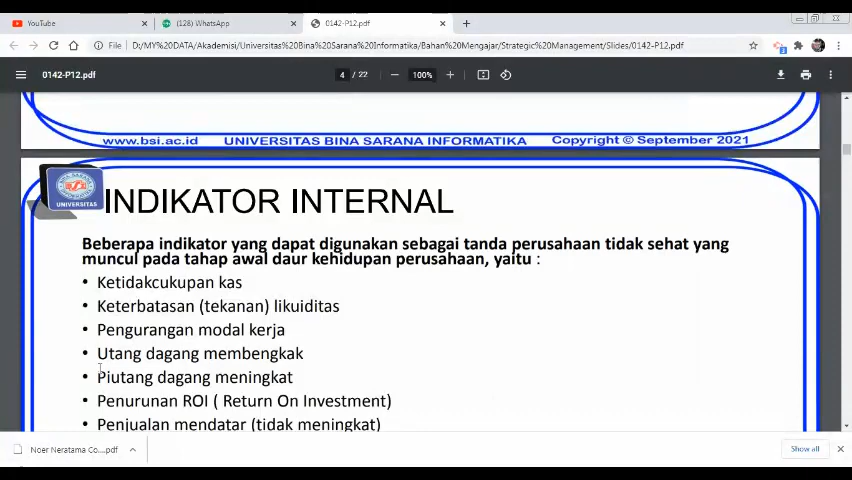 YouTube
(128) WhatsApp
0142-P12.pdf
File
D:/MY%20DATA/Akademisi/Universitas%20Bina%20Sarana%20Informatika/Bahan%20Mengajar/Strategic%20Management/Slides/0142-P12.pdf
0142-P12.pdf
4 / 22
100%
www.bsi.ac.id UNIVERSITAS BINA SARANA INFORMATIKA Copyright © September 2021
UNIVERSITAS
INDIKATOR INTERNAL
Beberapa indikator yang dapat digunakan sebagai tanda perusahaan tidak sehat yang
muncul pada tahap awal daur kehidupan perusahaan, yaitu :
• Ketidakcukupan kas
• Keterbatasan (tekanan) likuiditas
• Pengurangan modal kerja
• Utang dagang membengkak
• Piutang dagang meningkat
• Penurunan ROI ( Return On Investment)
• Penjualan mendatar (tidak meningkat)
Noer Neratama Co....pdf
Show all